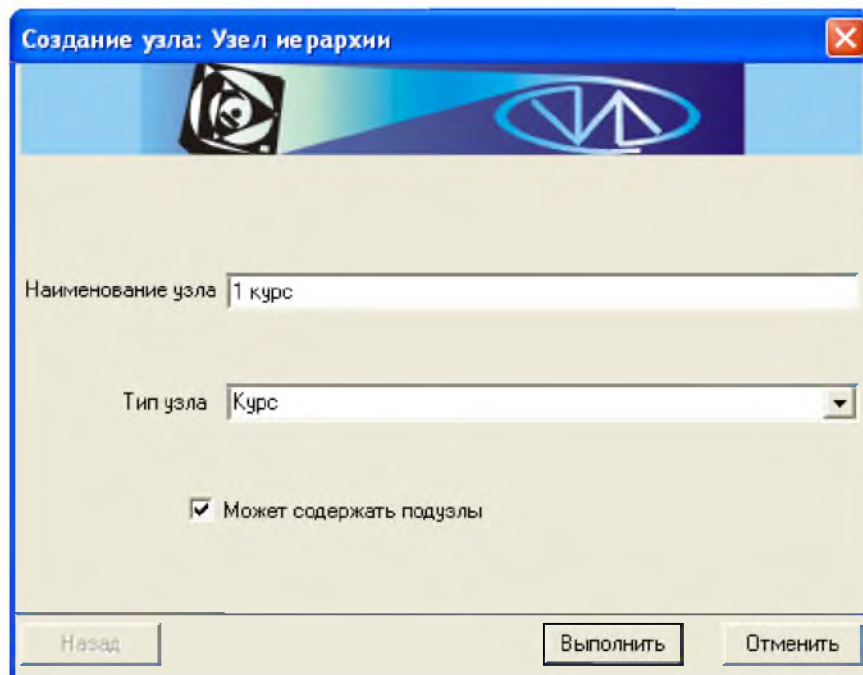 Создание узла: Узел иерархии
Наименование узла 1 курс
Тип узла Курс
Может содержать подузлы
Назад Выполнить Отменить